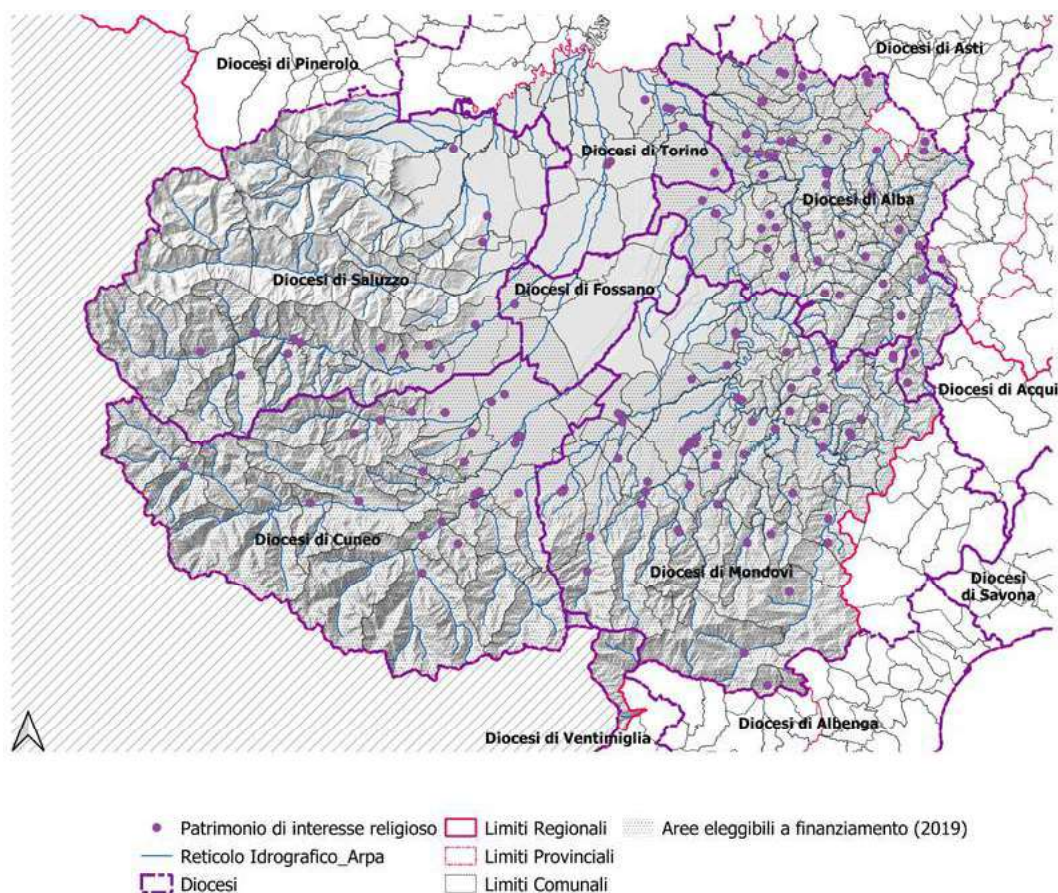 Diocesi di Asti
Diocesi di Pinerolo
Diocesi di Torino
Diocesi di Alba
Diocesi di Saluzzo
Diocesi di Fossano
Diocesi di Acqui
Diocesi di Cuneo
Diocesi di Mondovì
Diocesi
di Savona
Diocesi di Albenga
Diocesi di Ventimiglia
Patrimonio di interesse religioso
Limiti Regionali
Aree eleggibili a finanziamento (2019)
Reticolo Idrografico_Arpa
Limiti Provinciali
Diocesi
Limiti Comunali